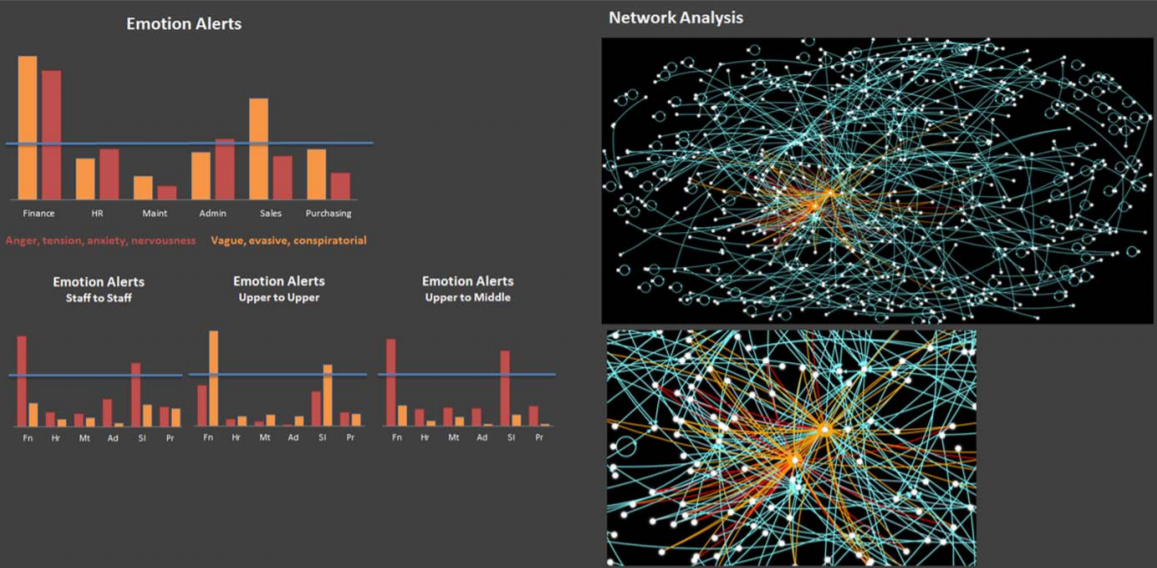 Emotion Alerts
Finance HR Maint Admin Sales Purchasing
Anger, tension, anxiety, nervousness Vague, evasive, conspiratorial
Emotion Alerts
Staff to Staff
Fn Hr Mt Ad Sl Pr
Emotion Alerts
Upper to Upper
Fn Hr Mt Ad Sl Pr
Emotion Alerts
Upper to Middle
Fn Hr Mt Ad Sl Pr
Network Analysis